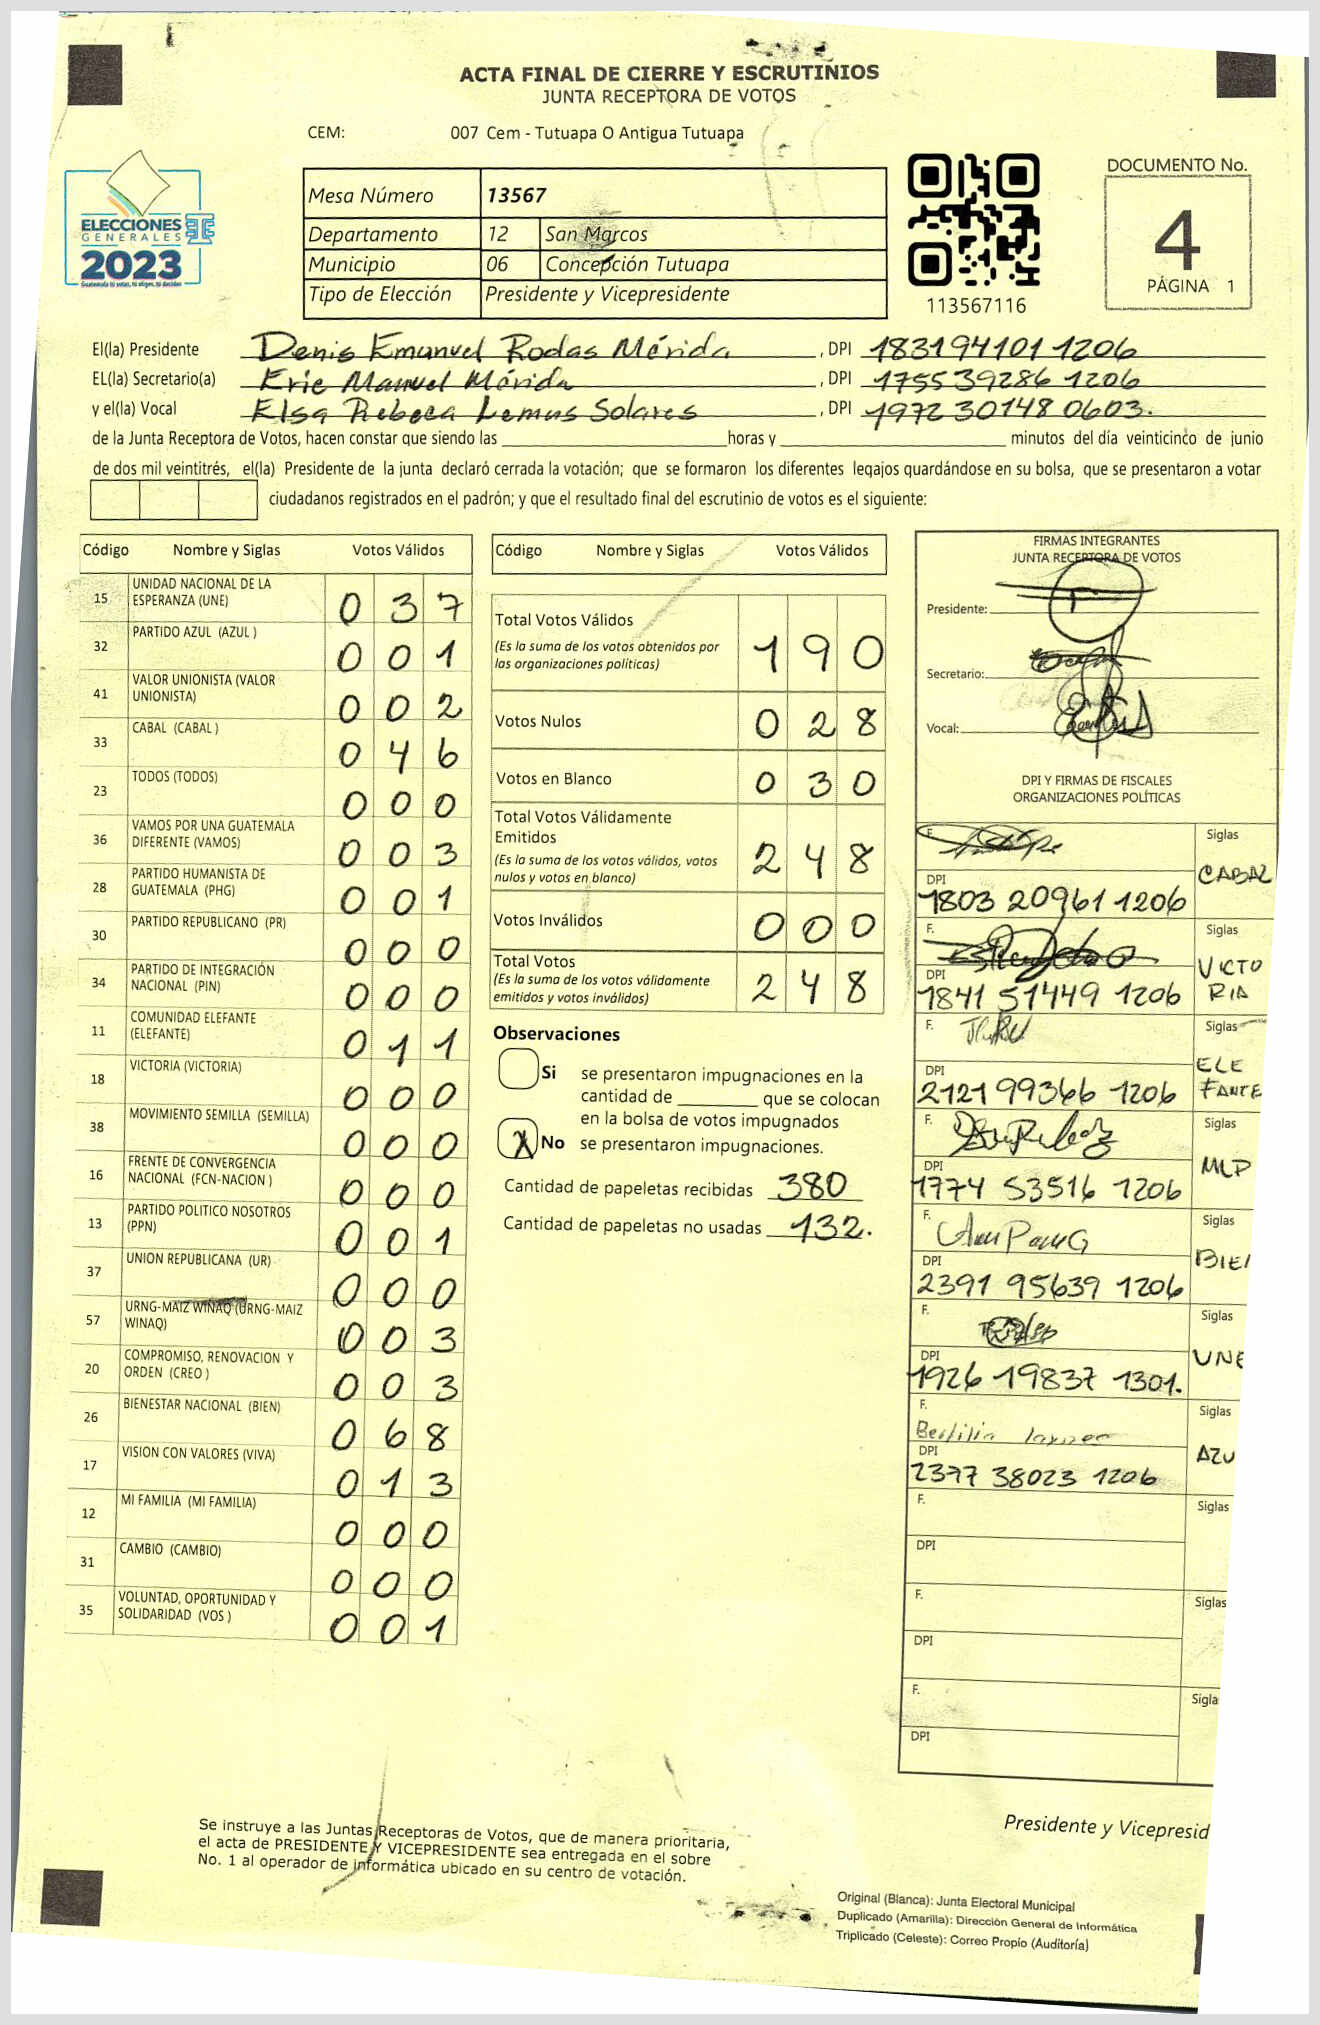 ACTA FINAL DE CIERRE Y ESCRUTINIOS
JUNTA RECEPTORA DE VOTOS
CEM: 007 Cem - Tutuapa O Antigua Tutuapa
ELECCIONES
GENERALES
2023
Guatemala tú votas, tú eliges, tú decides
Mesa Número 13567
Departamento 12 San Marcos
Municipio 06 Concepción Tutuapa
Tipo de Elección Presidente y Vicepresidente
113567116
DOCUMENTO No.
4
PÁGINA 1
El(la) Presidente Denis Emanuel Rodas Mérida, DPI 183194101 1206
EL(la) Secretario(a) Eric Manuel Mérida, DPI 175539286 1206
y el(la) Vocal Elsa Rebeca Lemus Solares, DPI 1972 30148 0603.
de la Junta Receptora de Votos, hacen constar que siendo las ____ horas y ____ minutos del día veinticinco de junio
de dos mil veintitrés, el(la) Presidente de la junta declaró cerrada la votación; que se formaron los diferentes legajos guardándose en su bolsa, que se presentaron a votar
ciudadanos registrados en el padrón; y que el resultado final del escrutinio de votos es el siguiente:
Código Nombre y Siglas Votos Válidos
15 UNIDAD NACIONAL DE LA ESPERANZA (UNE) 0 3 7
32 PARTIDO AZUL (AZUL ) 0 0 1
41 VALOR UNIONISTA (VALOR UNIONISTA) 0 0 2
33 CABAL (CABAL ) 0 4 6
23 TODOS (TODOS) 0 0 0
36 VAMOS POR UNA GUATEMALA DIFERENTE (VAMOS) 0 0 3
28 PARTIDO HUMANISTA DE GUATEMALA (PHG) 0 0 1
30 PARTIDO REPUBLICANO (PR) 0 0 0
34 PARTIDO DE INTEGRACIÓN NACIONAL (PIN) 0 0 0
11 COMUNIDAD ELEFANTE (ELEFANTE) 0 1 1
18 VICTORIA (VICTORIA) 0 0 0
38 MOVIMIENTO SEMILLA (SEMILLA) 0 0 0
16 FRENTE DE CONVERGENCIA NACIONAL (FCN-NACION ) 0 0 0
13 PARTIDO POLITICO NOSOTROS (PPN) 0 0 1
37 UNION REPUBLICANA (UR) 0 0 0
57 URNG-MAIZ WINAQ (URNG-MAIZ WINAQ) 0 0 3
20 COMPROMISO, RENOVACION Y ORDEN (CREO ) 0 0 3
26 BIENESTAR NACIONAL (BIEN) 0 6 8
17 VISION CON VALORES (VIVA) 0 1 3
12 MI FAMILIA (MI FAMILIA) 0 0 0
31 CAMBIO (CAMBIO) 0 0 0
35 VOLUNTAD, OPORTUNIDAD Y SOLIDARIDAD (VOS ) 0 0 1
Código Nombre y Siglas Votos Válidos
Total Votos Válidos 1 9 0
(Es la suma de los votos obtenidos por
las organizaciones políticas)
Votos Nulos 0 2 8
Votos en Blanco 0 3 0
Total Votos Válidamente
Emitidos 2 4 8
(Es la suma de los votos válidos, votos
nulos y votos en blanco)
Votos Inválidos 0 0 0
Total Votos 2 4 8
(Es la suma de los votos válidamente
emitidos y votos inválidos)
Observaciones
Si se presentaron impugnaciones en la
cantidad de ____ que se colocan
en la bolsa de votos impugnados
X No se presentaron impugnaciones.
Cantidad de papeletas recibidas 380
Cantidad de papeletas no usadas 132.
FIRMAS INTEGRANTES
JUNTA RECEPTORA DE VOTOS
Presidente:
Secretario:
Vocal:
DPI Y FIRMAS DE FISCALES
ORGANIZACIONES POLÍTICAS
F. Siglas CABAL
DPI 1803 20961 1206
F. Siglas VICTO RIA
DPI 1841 51449 1206
F. Siglas ELE FANTE
DPI 2121 99366 1206
F. Siglas MLP
DPI 1774 53516 1206
F. Siglas BIE
DPI 2391 95639 1206
F. Siglas UNE
DPI 1926 19837 1301.
F. Siglas AZU
DPI 2377 38023 1206
F. Siglas
DPI
F. Siglas
DPI
F. Sigla
DPI
Presidente y Vicepresid
Se instruye a las Juntas Receptoras de Votos, que de manera prioritaria,
el acta de PRESIDENTE Y VICEPRESIDENTE sea entregada en el sobre
No. 1 al operador de informática ubicado en su centro de votación.
Original (Blanca): Junta Electoral Municipal
Duplicado (Amarilla): Dirección General de Informática
Triplicado (Celeste): Correo Propio (Auditoría)